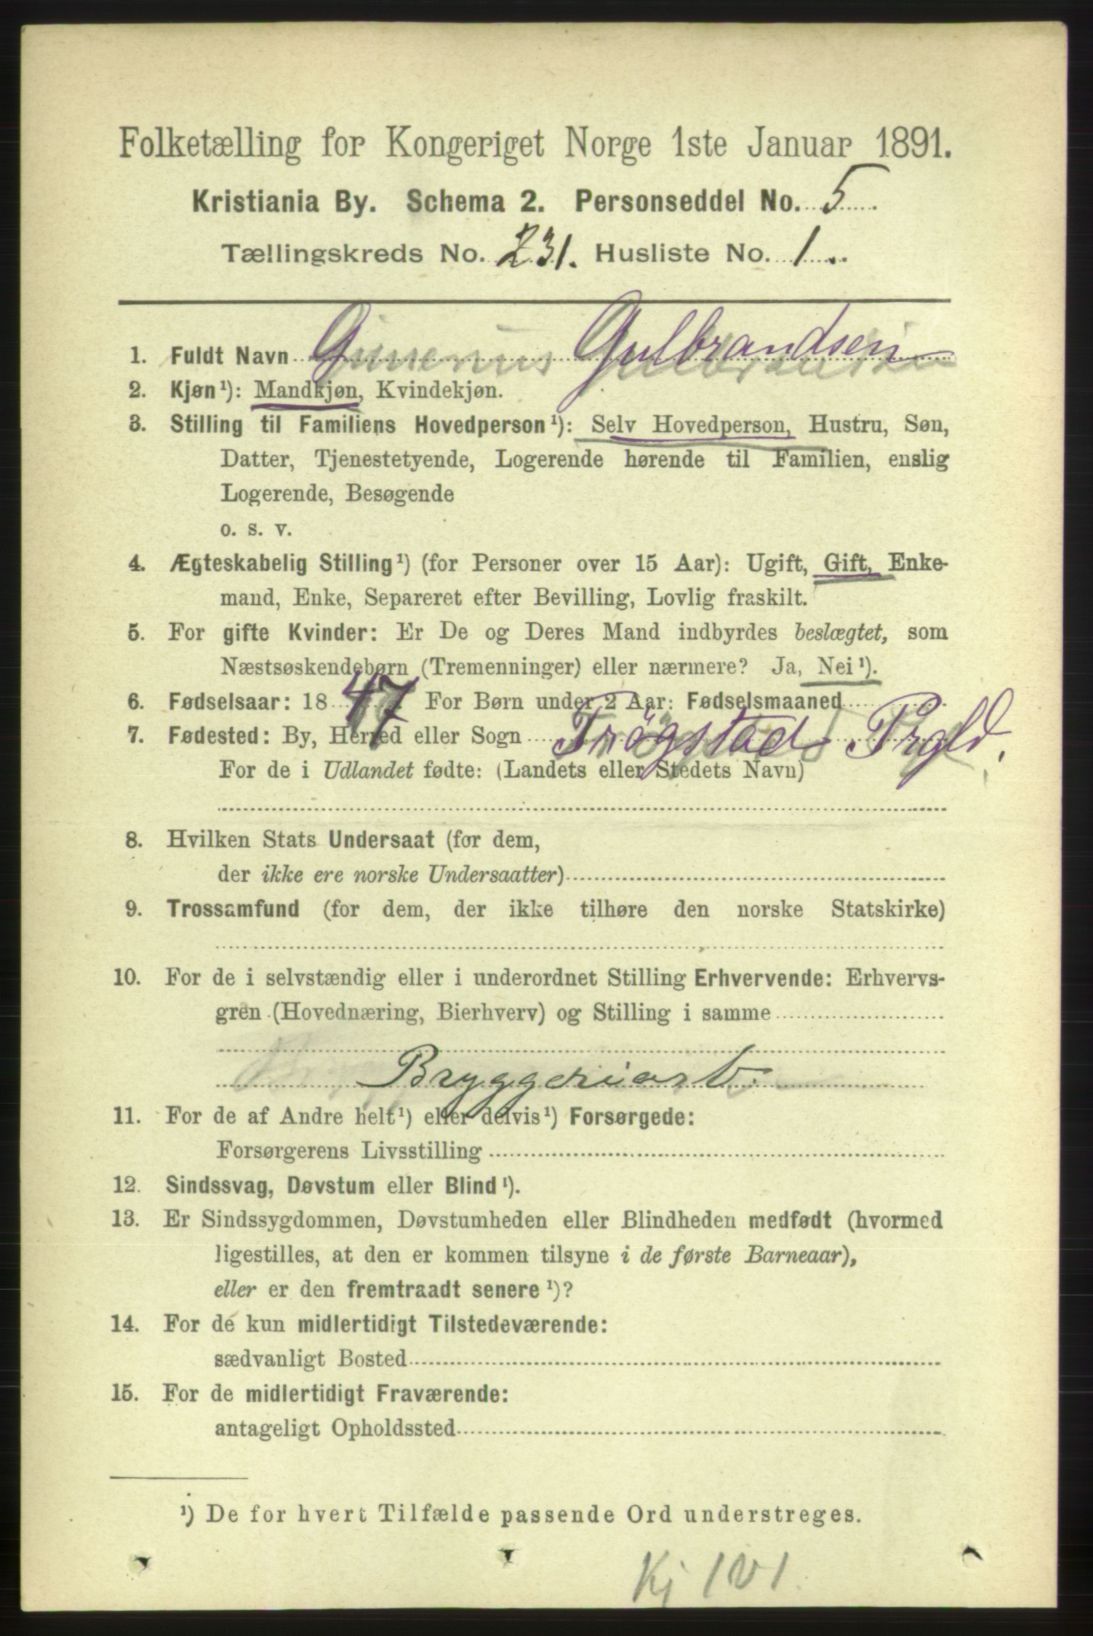 Folketælling for Kongeriget Norge 1ste Januar 1891.
Kristiania By. Schema 2. Personseddel No. 5
Tællingskreds No. 231. Husliste No. 1.
1. Fuldt Navn Gulbrandsen
2. Kjøn¹): Mandkjøn, Kvindekjøn.
3. Stilling til Familiens Hovedperson¹): Selv Hovedperson, Hustru, Søn,
Datter, Tjenestetyende, Logerende hørende til Familien, enslig
Logerende, Besøgende
o. s. v.
4. Ægteskabelig Stilling¹) (for Personer over 15 Aar): Ugift, Gift, Enke-
mand, Enke, Separeret efter Bevilling, Lovlig fraskilt.
5. For gifte Kvinder: Er De og Deres Mand indbyrdes beslægtet, som
Næstsøskendebørn (Tremenninger) eller nærmere? Ja, Nei¹).
6. Fødselsaar: 1847 For Børn under 2 Aar: Fødselsmaaned
7. Fødested: By, Herred eller Sogn Trøgstad Prgld.
For de i Udlandet fødte: (Landets eller Stedets Navn)
8. Hvilken Stats Undersaat (for dem,
der ikke ere norske Undersaatter)
9. Trossamfund (for dem, der ikke tilhøre den norske Statskirke)
10. For de i selvstændig eller i underordnet Stilling Erhvervende: Erhvervs-
gren (Hovednæring, Bierhverv) og Stilling i samme
Bryggeriarb.
11. For de af Andre helt¹) eller delvis¹) Forsørgede:
Forsørgerens Livsstilling
12. Sindssvag, Døvstum eller Blind¹).
13. Er Sindssygdommen, Døvstumheden eller Blindheden medfødt (hvormed
ligestilles, at den er kommen tilsyne i de første Barneaar),
eller er den fremtraadt senere¹)?
14. For de kun midlertidigt Tilstedeværende:
sædvanligt Bosted
15. For de midlertidigt Fraværende:
antageligt Opholdssted
¹) De for hvert Tilfælde passende Ord understreges.
Kj 101